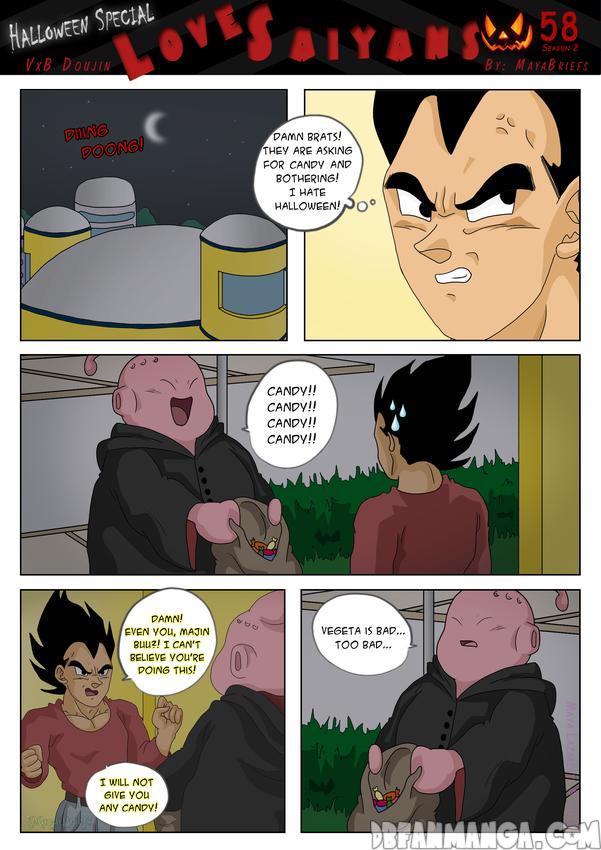 Halloween Special
Love Saiyans
58
Season 2
VxB Doujin
By: MayaBriefs
Diiing
Doong!
Damn brats!
They are asking
for candy and
bothering!
I hate
Halloween!
Candy!!
Candy!!
Candy!!
Candy!!
Damn!
Even you, Majin
Buu?! I can't
believe you're
doing this!
I will not
give you
any candy!
Vegeta is bad...
too bad...
dbfanmanga.com